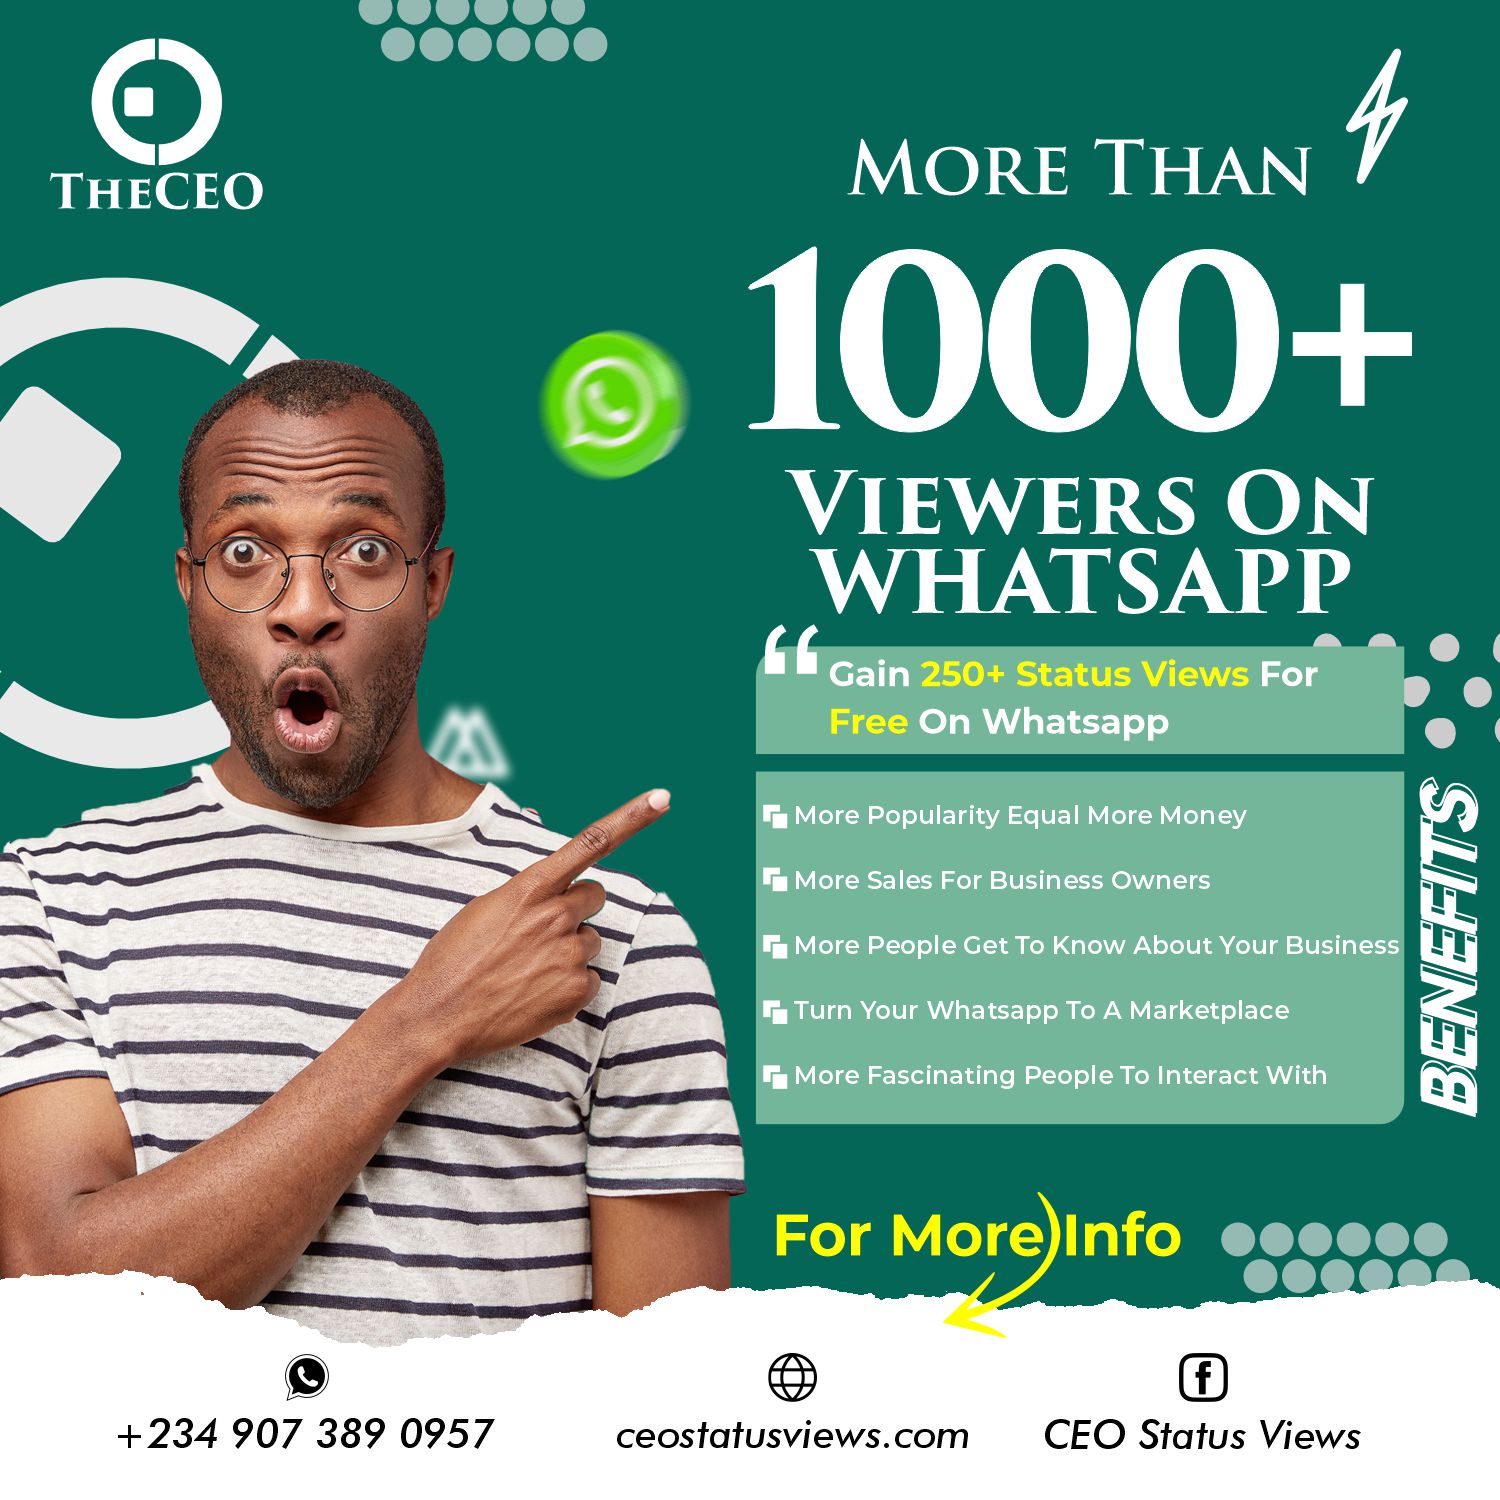 THECEO
MORE THAN
1000+
VIEWERS ON
WHATSAPP
“ Gain 250+ Status Views For
Free On Whatsapp
More Popularity Equal More Money
More Sales For Business Owners
More People Get To Know About Your Business
Turn Your Whatsapp To A Marketplace
More Fascinating People To Interact With
BENEFITS
For More Info
+234 907 389 0957
ceostatusviews.com
CEO Status Views